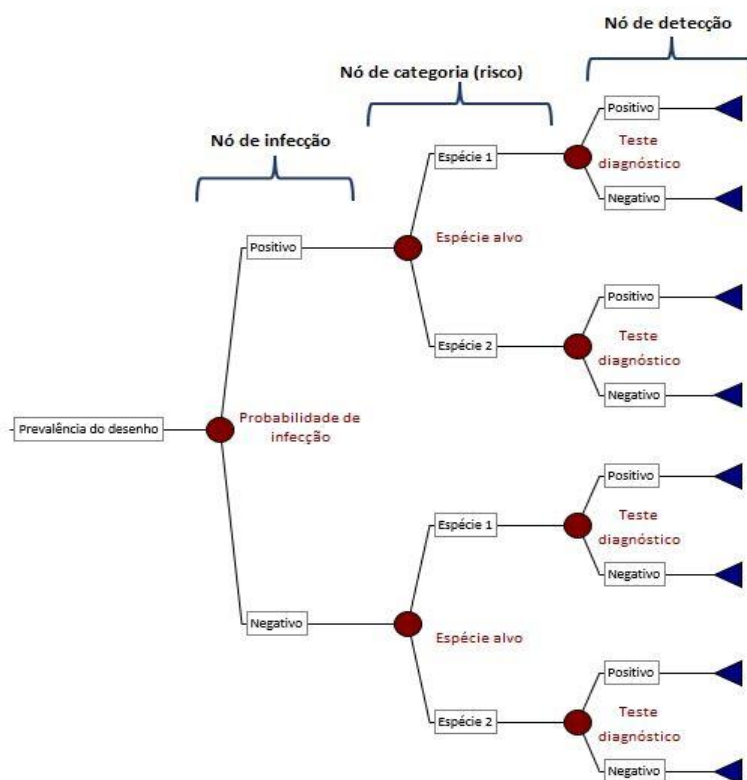 Nó de detecção
Nó de categoria (risco)
Nó de infecção
Positivo
Teste
diagnóstico
Negativo
Espécie 1
Positivo
Espécie alvo
Positivo
Teste
diagnóstico
Negativo
Espécie 2
Prevalência do desenho
Probabilidade de
infecção
Positivo
Teste
diagnóstico
Negativo
Espécie 1
Negativo
Espécie alvo
Positivo
Teste
diagnóstico
Negativo
Espécie 2